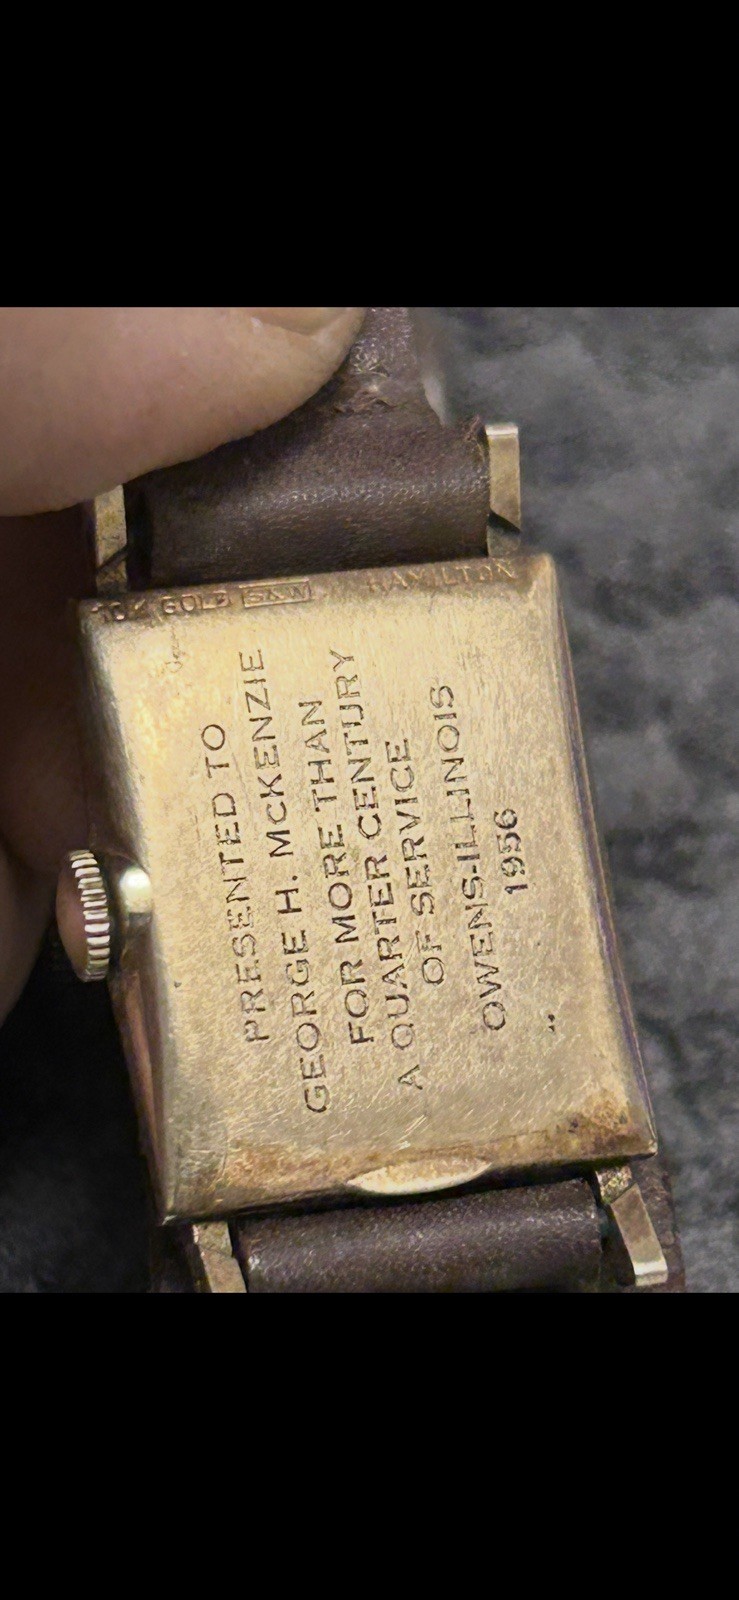 10K GOLD S&W HAMILTON
PRESENTED TO
GEORGE H. MCKENZIE
FOR MORE THAN
A QUARTER CENTURY
OF SERVICE
OWENS-ILLINOIS
1956